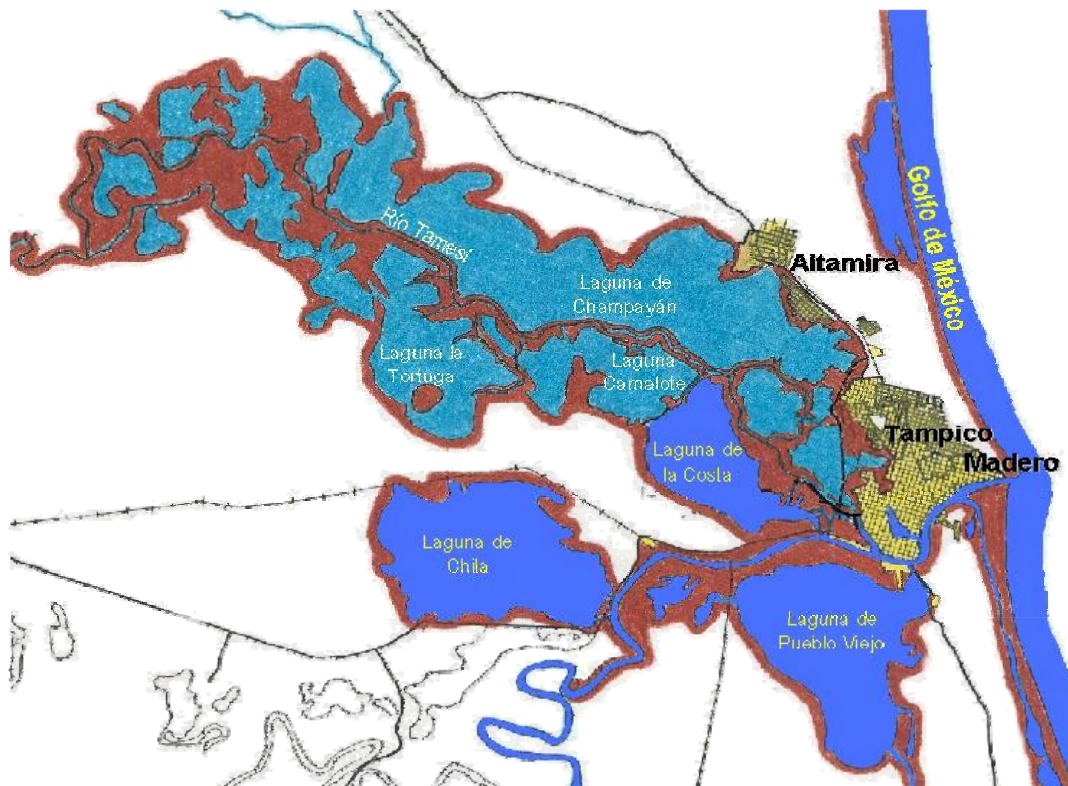 Golfo de México
Río Tamesí
Altamira
Laguna de
Champayán
Laguna la
Tortuga
Laguna
Camalote
Tampico
Madero
Laguna de
la Costa
Laguna de
Chila
Laguna de
Pueblo Viejo